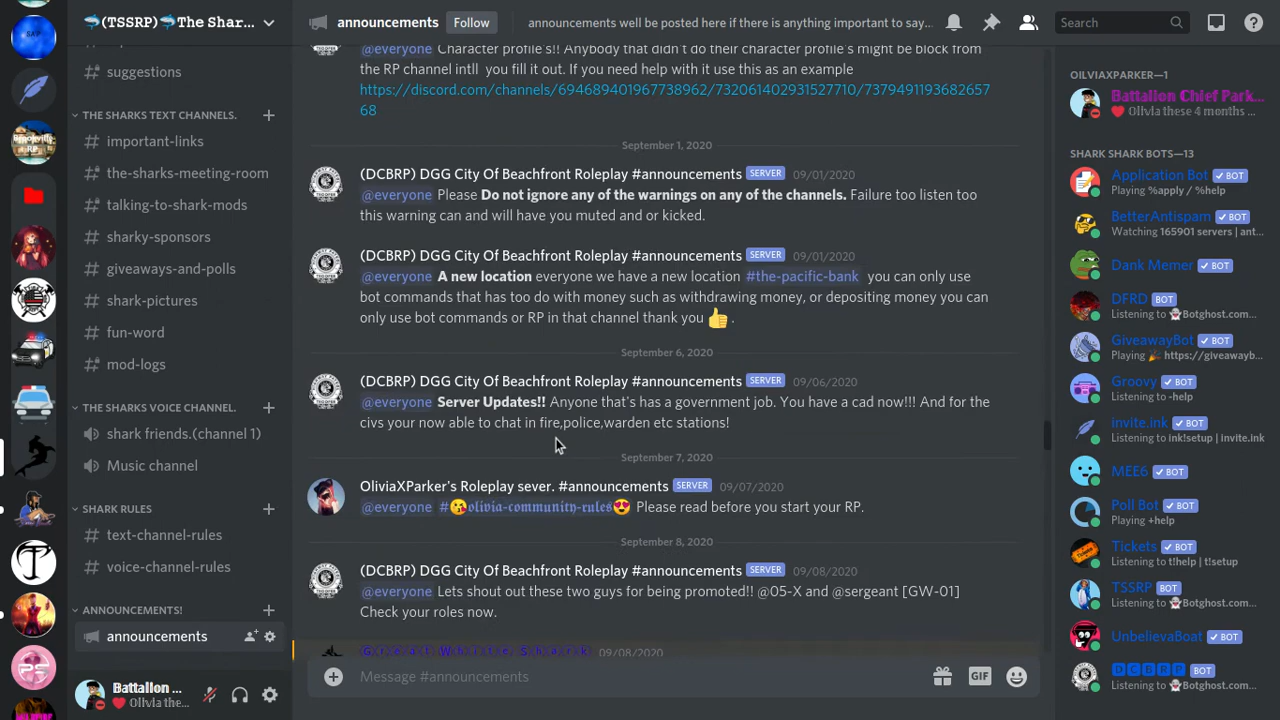 🦈(TSSRP)🦈The Shar...
# suggestions
THE SHARKS TEXT CHANNELS.
# important-links
# the-sharks-meeting-room
# talking-to-shark-mods
# sharky-sponsors
# giveaways-and-polls
# shark-pictures
# fun-word
# mod-logs
THE SHARKS VOICE CHANNEL.
shark friends.(channel 1)
Music channel
SHARK RULES
# text-channel-rules
# voice-channel-rules
ANNOUNCEMENTS!
announcements
Battalion ...
❤️ Olivia the...
announcements Follow announcements well be posted here if there is anything important to say... Search
@everyone Character profile's!! Anybody that didn't do their character profile's might be block from
the RP channel intll you fill it out. If you need help with it use this as an example
https://discord.com/channels/694689401967738962/732061402931527710/7379491193682657
68
September 1, 2020
(DCBRP) DGG City Of Beachfront Roleplay #announcements SERVER 09/01/2020
@everyone Please Do not ignore any of the warnings on any of the channels. Failure too listen too
this warning can and will have you muted and or kicked.
(DCBRP) DGG City Of Beachfront Roleplay #announcements SERVER 09/01/2020
@everyone A new location everyone we have a new location #the-pacific-bank you can only use
bot commands that has too do with money such as withdrawing money, or depositing money you can
only use bot commands or RP in that channel thank you 👍 .
September 6, 2020
(DCBRP) DGG City Of Beachfront Roleplay #announcements SERVER 09/06/2020
@everyone Server Updates!! Anyone that's has a government job. You have a cad now!!! And for the
civs your now able to chat in fire,police,warden etc stations!
September 7, 2020
OliviaXParker's Roleplay sever. #announcements SERVER 09/07/2020
@everyone #😘𝖔𝖑𝖎𝖛𝖎𝖆-𝖈𝖔𝖒𝖒𝖚𝖓𝖎𝖙𝖞-𝖗𝖚𝖑𝖊𝖘😍 Please read before you start your RP.
September 8, 2020
(DCBRP) DGG City Of Beachfront Roleplay #announcements SERVER 09/08/2020
@everyone Lets shout out these two guys for being promoted!! @05-X and @sergeant [GW-01]
Check your roles now.
Great White Shark 09/08/2020
Message #announcements
GIF
OILVIAXPARKER—1
Battalion Chief Park...
❤️ Olivia these 4 months ...
SHARK SHARK BOTS—13
Application Bot ✔ BOT
Playing %apply / %help
BetterAntispam ✔ BOT
Watching 165901 servers | ant...
Dank Memer ✔ BOT
DFRD BOT
Listening to 👻Botghost.com...
GiveawayBot ✔ BOT
Playing 🎉 https://giveawayb...
Groovy ✔ BOT
Listening to -help
invite.ink ✔ BOT
Listening to ink!setup | invite.ink
MEE6 ✔ BOT
Poll Bot ✔ BOT
Playing +help
Tickets ✔ BOT
Listening to t!help | t!setup
TSSRP BOT
Listening to 👻Botghost.com...
UnbelievaBoat ✔ BOT
🅳🅲🅱🆁🅿 BOT
Listening to 👻Botghost.com...